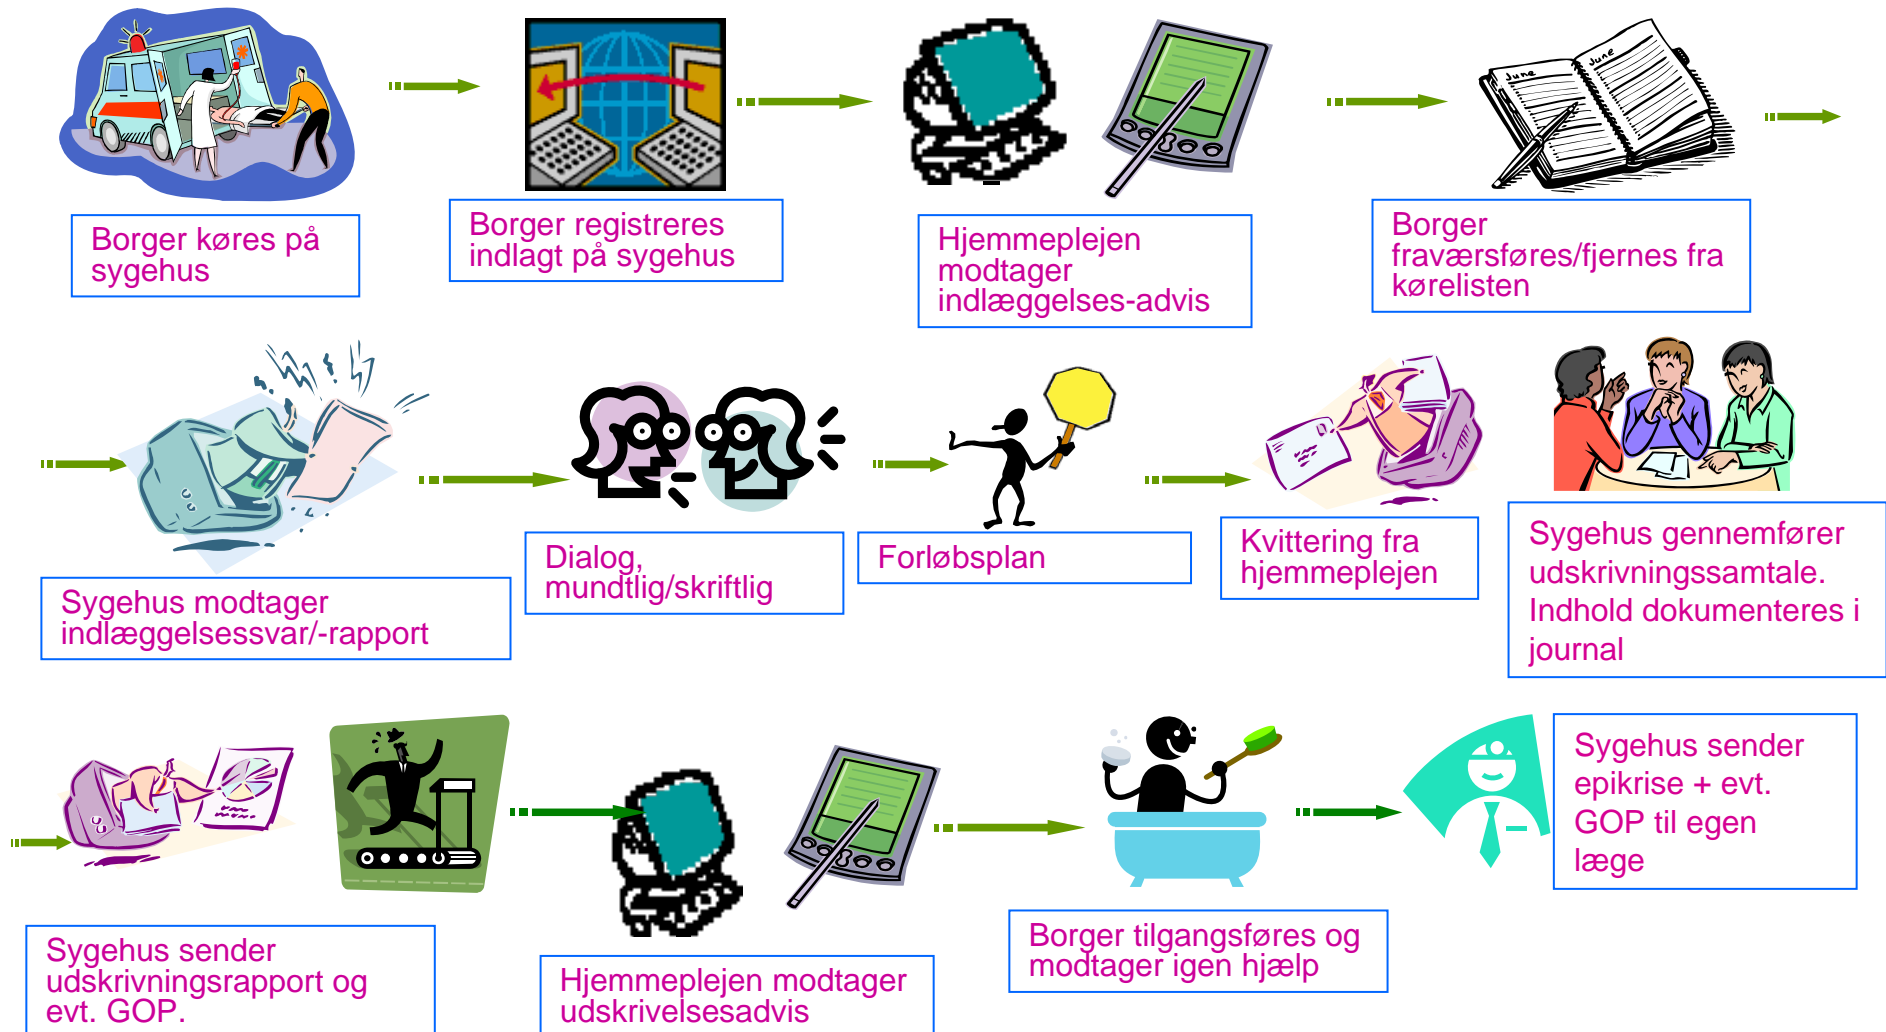 June
June
Borger køres på
sygehus
Borger registreres
indlagt på sygehus
Hjemmeplejen
modtager
indlæggelses-advis
Borger
fraværsføres/fjernes fra
kørelisten
Sygehus modtager
indlæggelsessvar/-rapport
Dialog,
mundtlig/skriftlig
Forløbsplan
Kvittering fra
hjemmeplejen
Sygehus gennemfører
udskrivningssamtale.
Indhold dokumenteres i
journal
Sygehus sender
udskrivningsrapport og
evt. GOP.
Hjemmeplejen modtager
udskrivelsesadvis
Borger tilgangsføres og
modtager igen hjælp
Sygehus sender
epikrise + evt.
GOP til egen
læge